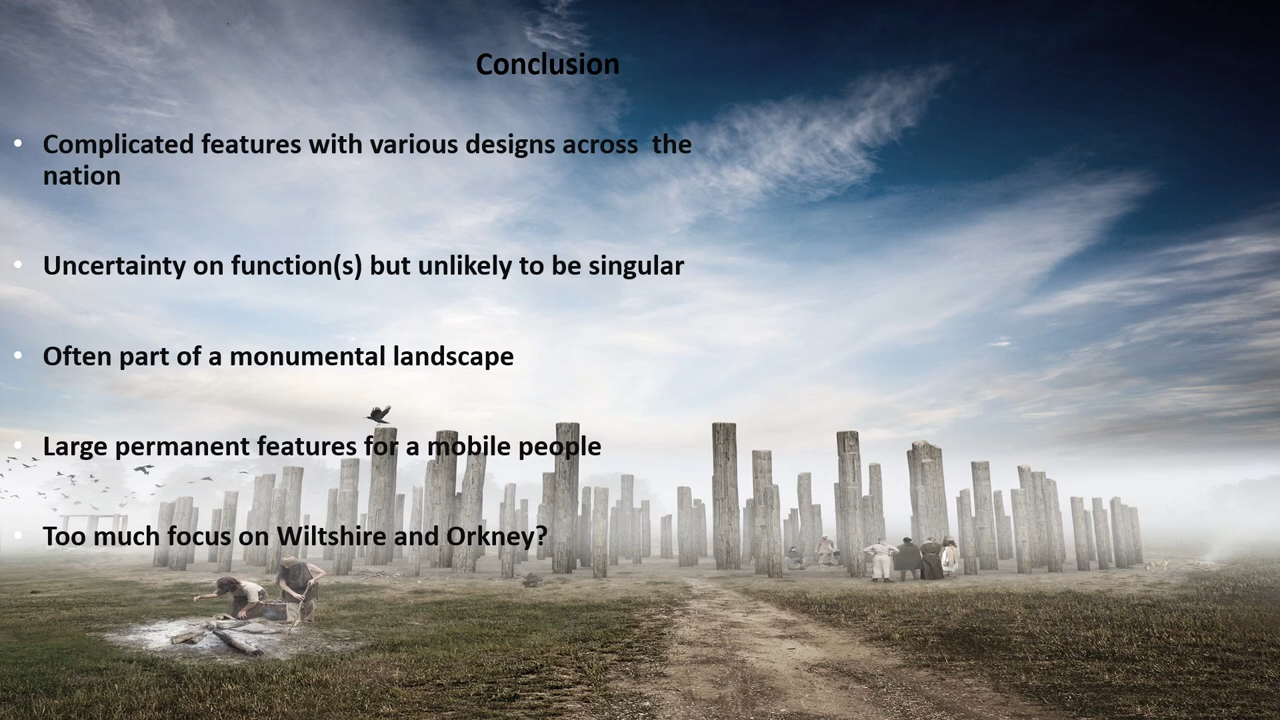 Conclusion
• Complicated features with various designs across  the
nation
• Uncertainty on function(s) but unlikely to be singular
• Often part of a monumental landscape
• Large permanent features for a mobile people
• Too much focus on Wiltshire and Orkney?